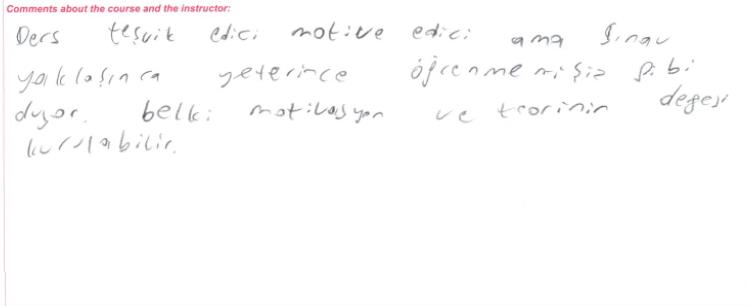 Comments about the course and the instructor:
Ders teşvik edici motive edici ama Sınav
yaklaşınca yeterince öğrenmemişiz gibi
duyor. belki motivasyon ve teorinin
kurulabilir.